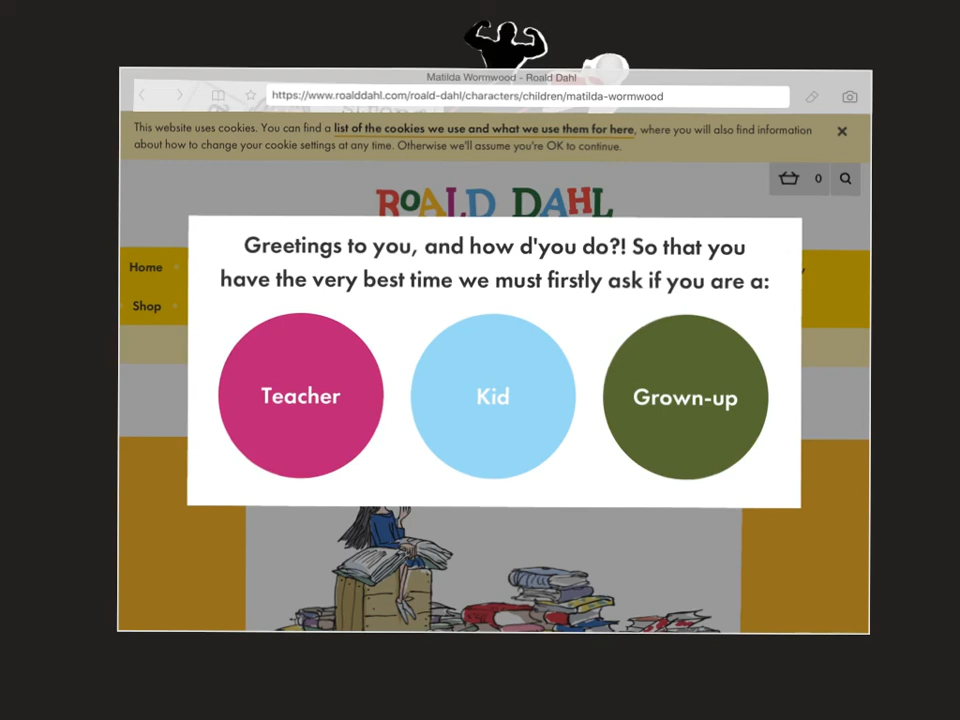 Matilda Wormwood - Roald Dahl
https://www.roalddahl.com/roald-dahl/characters/children/matilda-wormwood
This website uses cookies. You can find a list of the cookies we use and what we use them for here, where you will also find information
about how to change your cookie settings at any time. Otherwise we'll assume you're OK to continue.
0
ROALD DAHL
Greetings to you, and how d'you do?! So that you
have the very best time we must firstly ask if you are a:
Home
Shop
Teacher
Kid
Grown-up